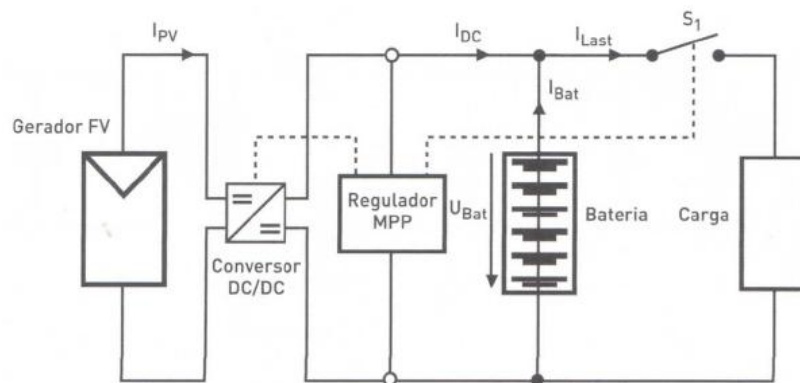 I_PV
I_DC
I_Last
S_1
I_Bat
Gerador FV
Regulador
MPP
U_Bat
Bateria
Carga
Conversor
DC/DC